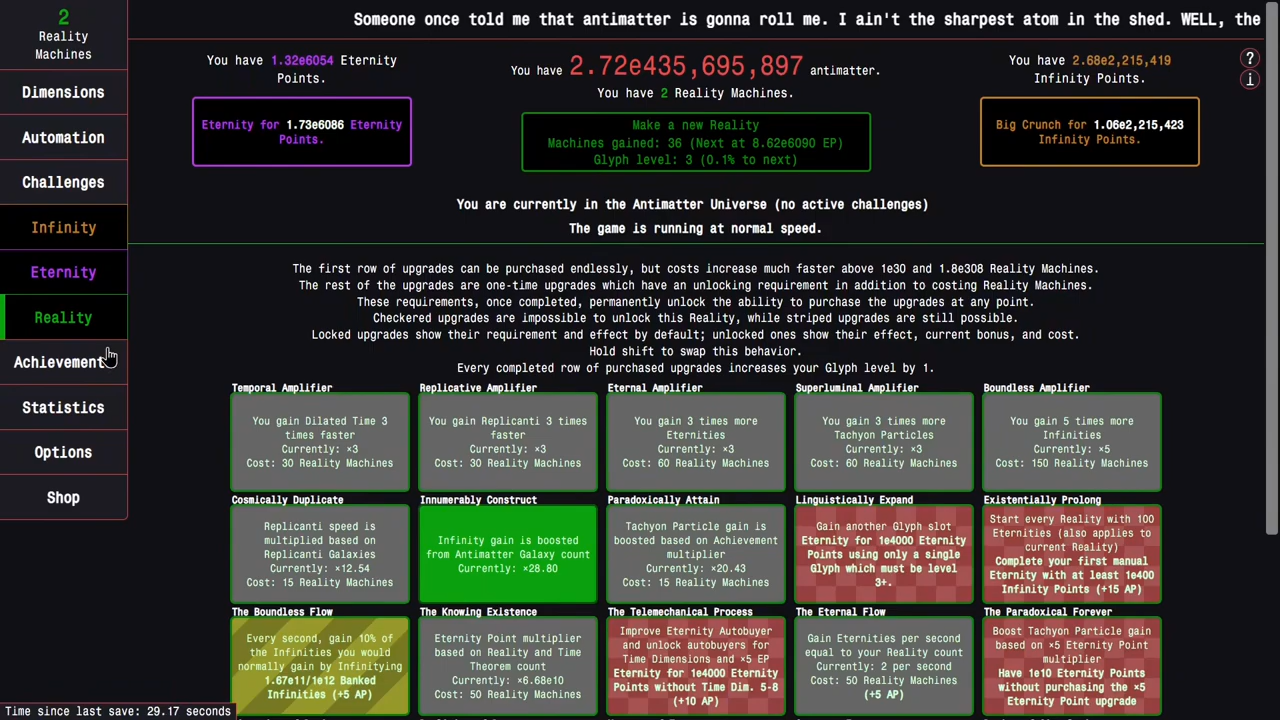 2
Reality
Machines
Dimensions
Automation
Challenges
Infinity
Eternity
Reality
Achievement
Statistics
Options
Shop
Someone once told me that antimatter is gonna roll me. I ain't the sharpest atom in the shed. WELL, the
You have 1.32e6054 Eternity
Points.
Eternity for 1.73e6086 Eternity
Points.
You have 2.72e435,695,897 antimatter.
You have 2 Reality Machines.
Make a new Reality
Machines gained: 36 (Next at 8.62e6090 EP)
Glyph level: 3 (0.1% to next)
You have 2.68e2,215,419
Infinity Points.
Big Crunch for 1.06e2,215,423
Infinity Points.
?
i
You are currently in the Antimatter Universe (no active challenges)
The game is running at normal speed.
The first row of upgrades can be purchased endlessly, but costs increase much faster above 1e30 and 1.8e308 Reality Machines.
The rest of the upgrades are one-time upgrades which have an unlocking requirement in addition to costing Reality Machines.
These requirements, once completed, permanently unlock the ability to purchase the upgrades at any point.
Checkered upgrades are impossible to unlock this Reality, while striped upgrades are still possible.
Locked upgrades show their requirement and effect by default; unlocked ones show their effect, current bonus, and cost.
Hold shift to swap this behavior.
Every completed row of purchased upgrades increases your Glyph level by 1.
Temporal Amplifier
You gain Dilated Time 3
times faster
Currently: ×3
Cost: 30 Reality Machines
Replicative Amplifier
You gain Replicanti 3 times
faster
Currently: ×3
Cost: 30 Reality Machines
Eternal Amplifier
You gain 3 times more
Eternities
Currently: ×3
Cost: 60 Reality Machines
Superluminal Amplifier
You gain 3 times more
Tachyon Particles
Currently: ×3
Cost: 60 Reality Machines
Boundless Amplifier
You gain 5 times more
Infinities
Currently: ×5
Cost: 150 Reality Machines
Cosmically Duplicate
Replicanti speed is
multiplied based on
Replicanti Galaxies
Currently: ×12.54
Cost: 15 Reality Machines
Innumerably Construct
Infinity gain is boosted
from Antimatter Galaxy count
Currently: ×28.80
Paradoxically Attain
Tachyon Particle gain is
boosted based on Achievement
multiplier
Currently: ×20.43
Cost: 15 Reality Machines
Linguistically Expand
Gain another Glyph slot
Eternity for 1e4000 Eternity
Points using only a single
Glyph which must be level
3+.
Existentially Prolong
Start every Reality with 100
Eternities (also applies to
current Reality)
Complete your first manual
Eternity with at least 1e400
Infinity Points (+15 AP)
The Boundless Flow
Every second, gain 10% of
the Infinities you would
normally gain by Infinitying
1.67e11/1e12 Banked
Infinities (+5 AP)
The Knowing Existence
Eternity Point multiplier
based on Reality and Time
Theorem count
Currently: ×6.68e10
Cost: 50 Reality Machines
The Telemechanical Process
Improve Eternity Autobuyer
and unlock autobuyers for
Time Dimensions and ×5 EP
Eternity for 1e4000 Eternity
Points without Time Dim. 5-8
(+10 AP)
The Eternal Flow
Gain Eternities per second
equal to your Reality count
Currently: 2 per second
Cost: 50 Reality Machines
(+5 AP)
The Paradoxical Forever
Boost Tachyon Particle gain
based on ×5 Eternity Point
multiplier
Have 1e10 Eternity Points
without purchasing the ×5
Eternity Point upgrade
Time since last save: 29.17 seconds